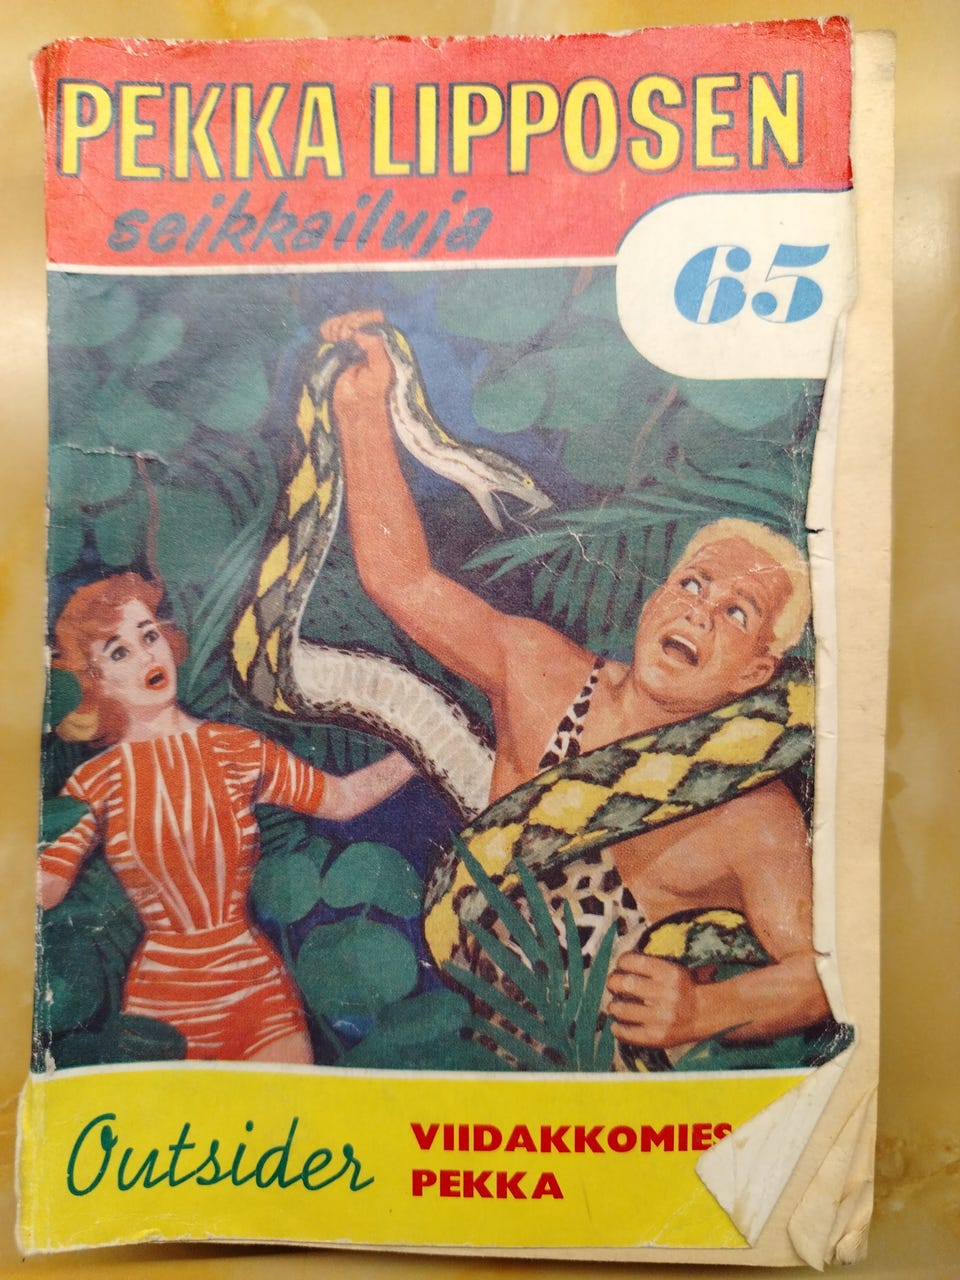 PEKKA LIPPOSEN
seikkailuja
65
Outsider
VIIDAKKOMIES
PEKKA